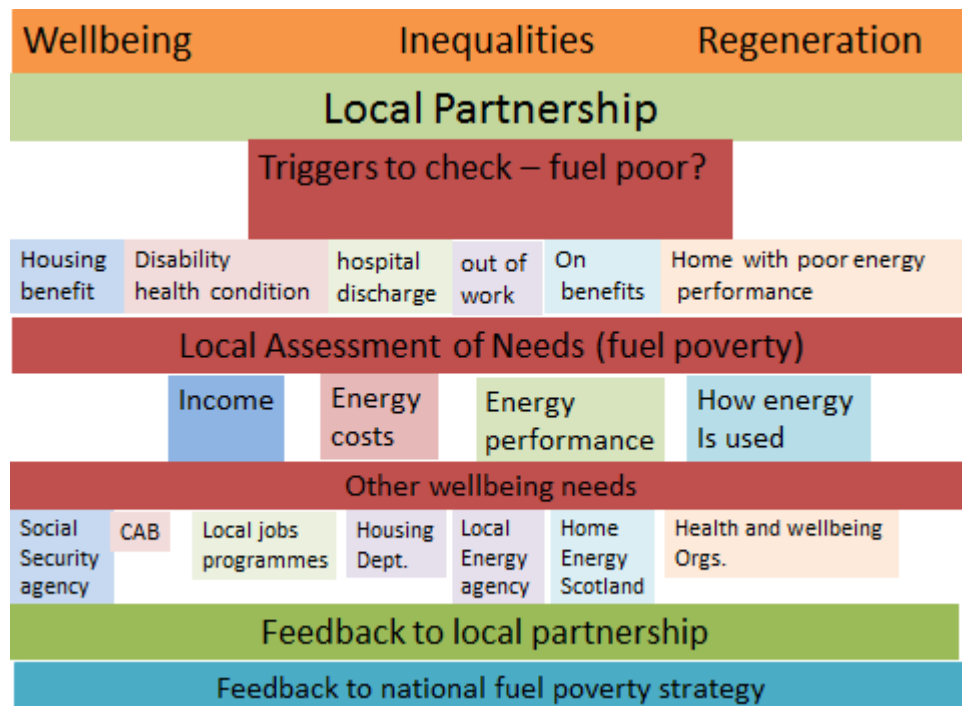 Wellbeing Inequalities Regeneration
Local Partnership
Triggers to check – fuel poor?
Housing
benefit
Disability
health condition
hospital
discharge
out of
work
On
benefits
Home with poor energy
performance
Local Assessment of Needs (fuel poverty)
Income
Energy
costs
Energy
performance
How energy
Is used
Other wellbeing needs
Social
Security
agency
CAB
Local jobs
programmes
Housing
Dept.
Local
Energy
agency
Home
Energy
Scotland
Health and wellbeing
Orgs.
Feedback to local partnership
Feedback to national fuel poverty strategy